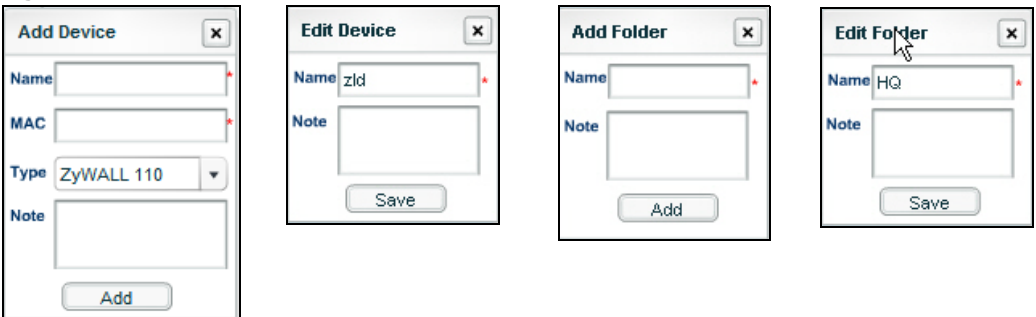 Add Device
Name
*
MAC
*
Type ZyWALL 110
Note
Add
Edit Device
Name zld
*
Note
Save
Add Folder
Name
*
Note
Add
Edit Folder
Name HQ
*
Note
Save